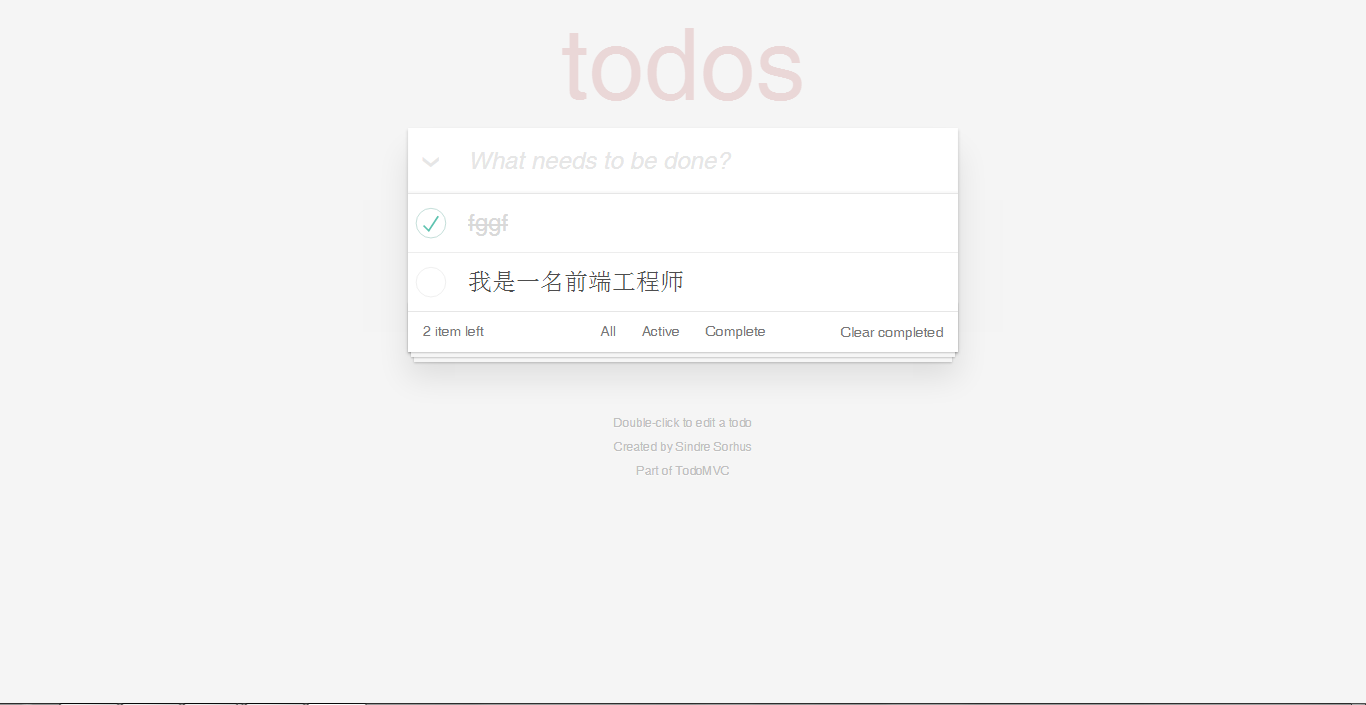 todos
What needs to be done?
fggf
我是一名前端工程师
2 item left All Active Complete Clear completed
Double-click to edit a todo
Created by Sindre Sorhus
Part of TodoMVC